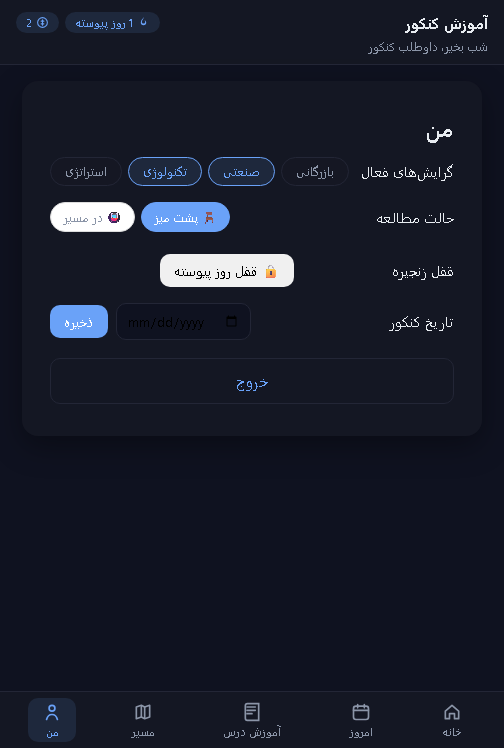 آموزش کنکور
شب بخیر، داوطلب کنکور
1 روز پیوسته
2
من
گرایش‌های فعال
بازرگانی
صنعتی
تکنولوژی
استراتژی
حالت مطالعه
پشت میز
در مسیر
قفل زنجیره
قفل روز پیوسته
تاریخ کنکور
mm/dd/yyyy
ذخیره
خروج
خانه
امروز
آموزش درس
مسیر
من